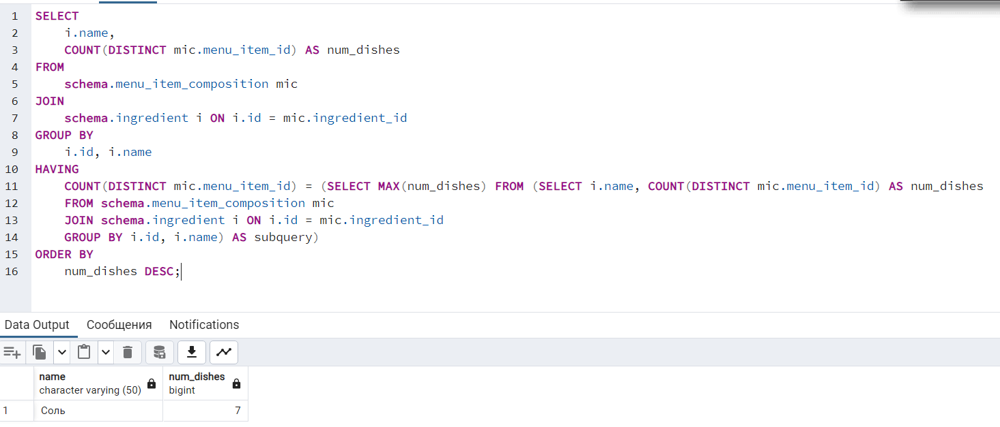 1 SELECT
2 i.name,
3 COUNT(DISTINCT mic.menu_item_id) AS num_dishes
4 FROM
5 schema.menu_item_composition mic
6 JOIN
7 schema.ingredient i ON i.id = mic.ingredient_id
8 GROUP BY
9 i.id, i.name
10 HAVING
11 COUNT(DISTINCT mic.menu_item_id) = (SELECT MAX(num_dishes) FROM (SELECT i.name, COUNT(DISTINCT mic.menu_item_id) AS num_dishes
12 FROM schema.menu_item_composition mic
13 JOIN schema.ingredient i ON i.id = mic.ingredient_id
14 GROUP BY i.id, i.name) AS subquery)
15 ORDER BY
16 num_dishes DESC;
Data Output Сообщения Notifications
name num_dishes
character varying (50) bigint
1 Соль 7